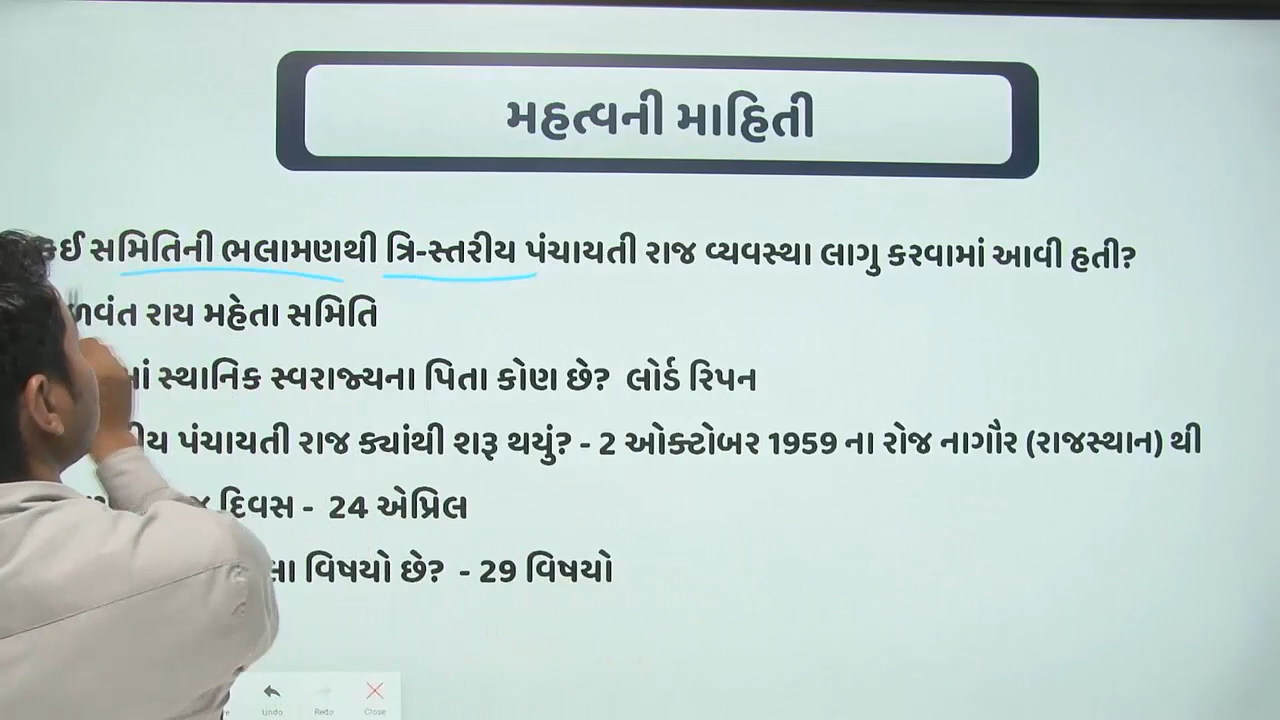 મહત્વની માહિતી
કઈ સમિતિની ભલામણથી ત્રિ-સ્તરીય પંચાયતી રાજ વ્યવસ્થા લાગુ કરવામાં આવી હતી?
રાય મહેતા સમિતિ
સ્થાનિક સ્વરાજ્યના પિતા કોણ છે? લોર્ડ રિપન
પંચાયતી રાજ ક્યાંથી શરૂ થયું? - 2 ઓક્ટોબર 1959 ના રોજ નાગૌર (રાજસ્થાન) થી
દિવસ - 24 એપ્રિલ
વિષયો છે? - 29 વિષયો
Undo Redo Close